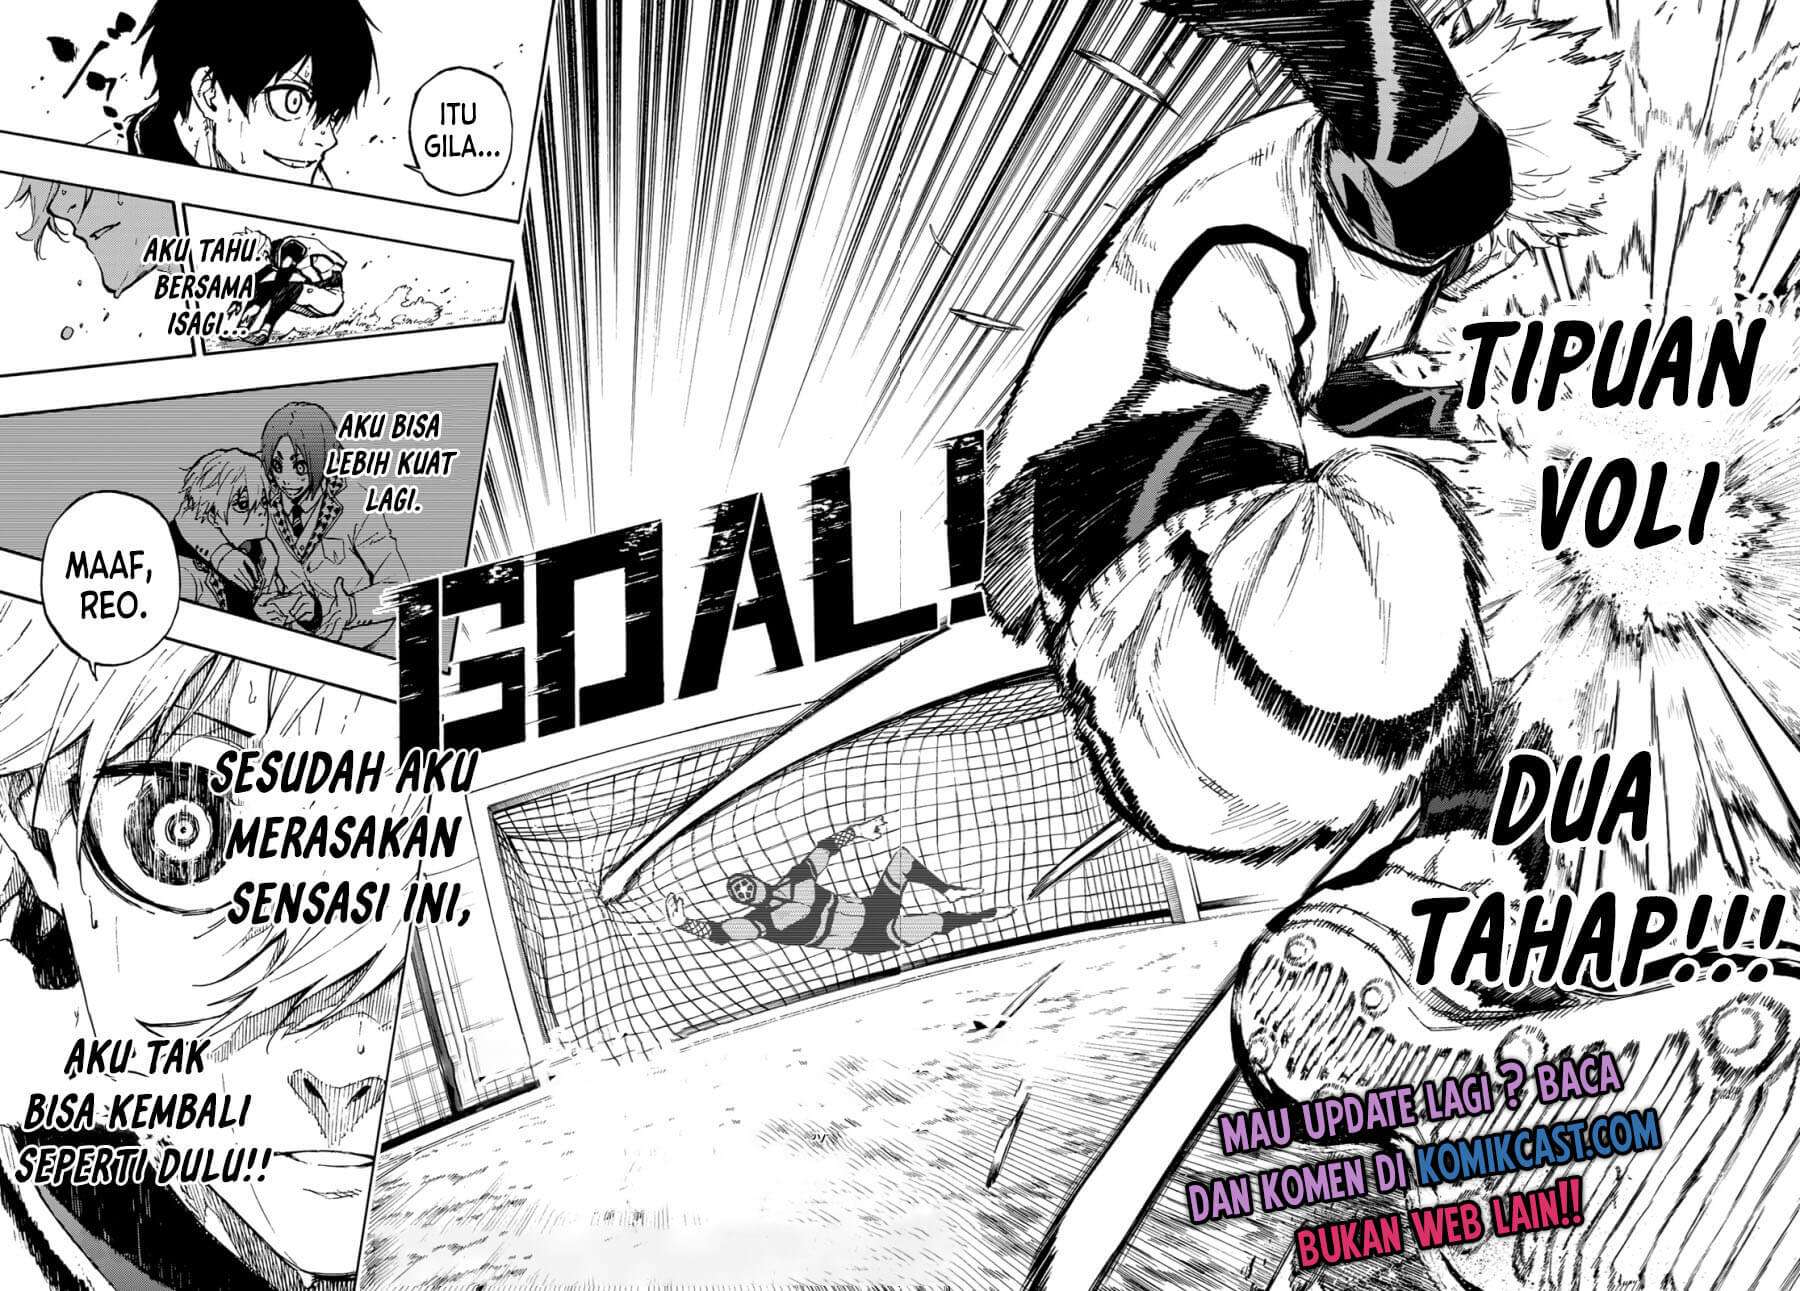 TIPUAN
VOLI
DUA
TAHAP!!!
GOAL!
ITU
GILA...
AKU TAHU.
BERSAMA
ISAGI...
AKU BISA
LEBIH KUAT
LAGI.
MAAF,
REO.
SESUDAH AKU
MERASAKAN
SENSASI INI,
AKU TAK
BISA KEMBALI
SEPERTI DULU!!
MAU UPDATE LAGI ? BACA
DAN KOMEN DI KOMIKCAST.COM
BUKAN WEB LAIN!!